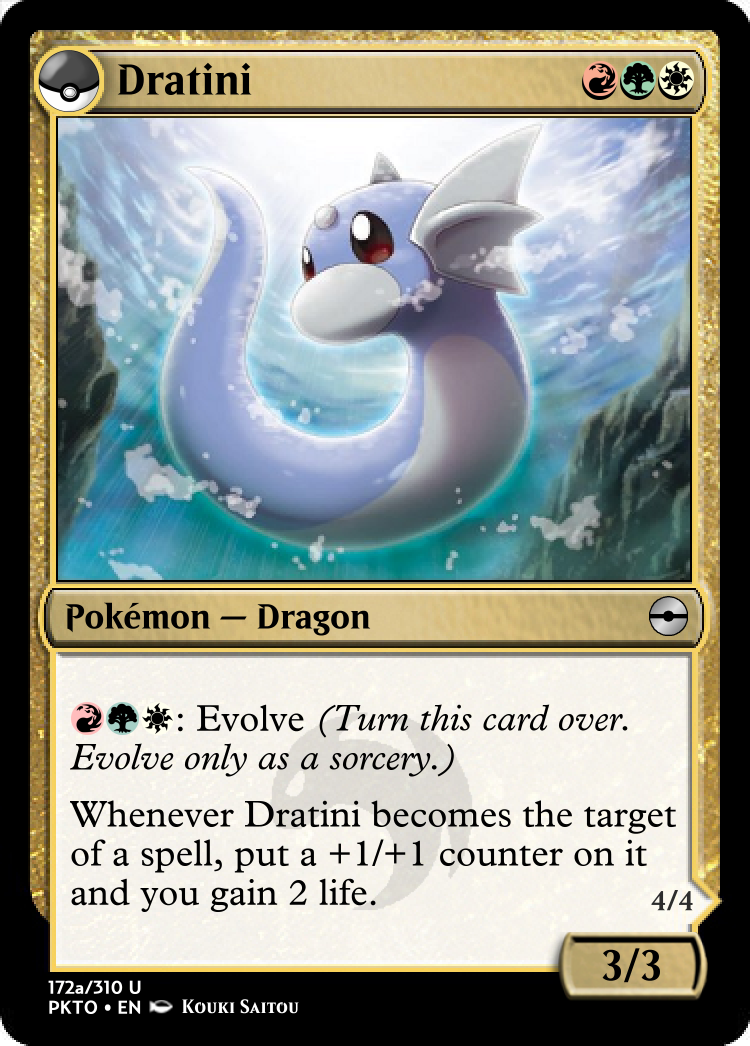 Dratini
Pokémon — Dragon
: Evolve (Turn this card over.
Evolve only as a sorcery.)
Whenever Dratini becomes the target
of a spell, put a +1/+1 counter on it
and you gain 2 life.
4/4
3/3
172a/310 U
PKTO • EN Kouki Saitou